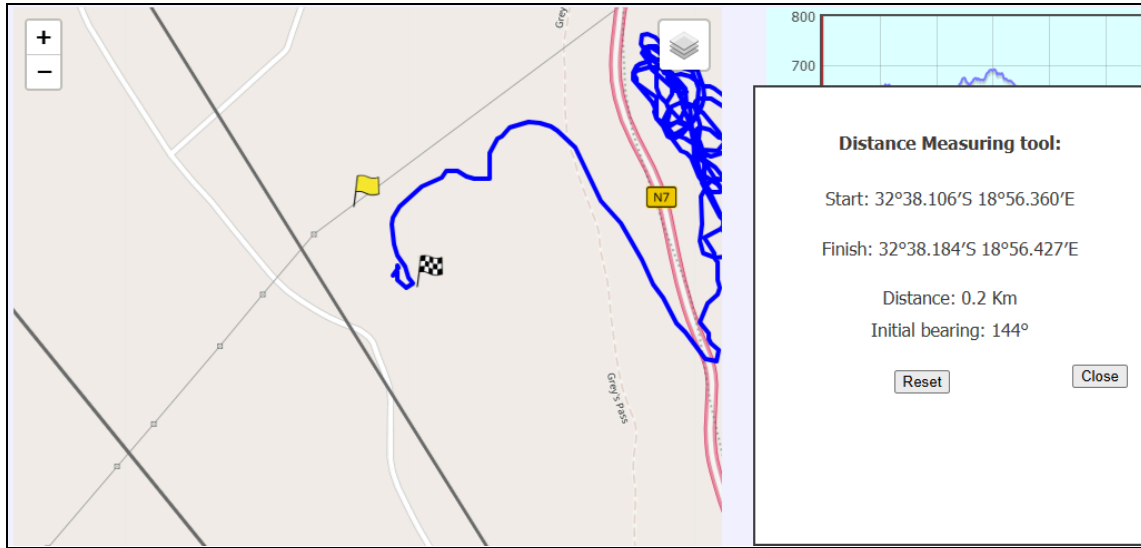 +
−
Grey
N7
Grey's Pass
800
700
Distance Measuring tool:
Start: 32°38.106′S 18°56.360′E
Finish: 32°38.184′S 18°56.427′E
Distance: 0.2 Km
Initial bearing: 144°
Reset
Close